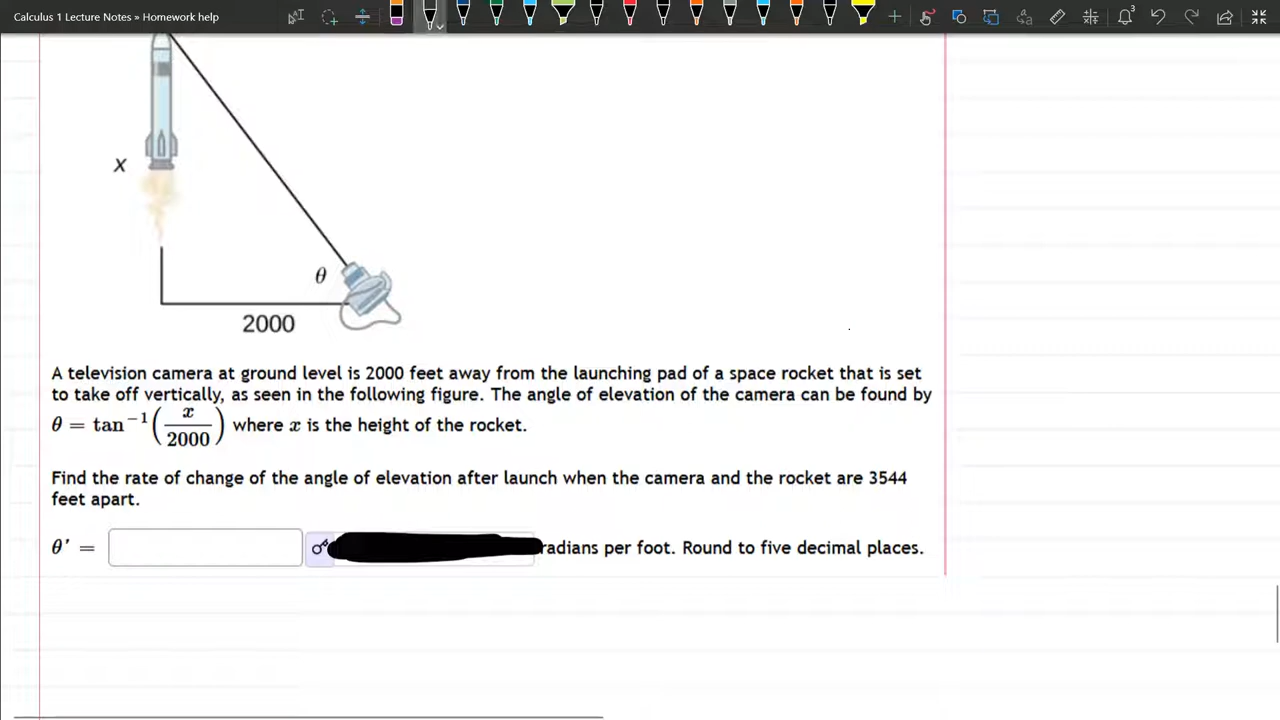 Calculus 1 Lecture Notes » Homework help
x
θ
2000
A television camera at ground level is 2000 feet away from the launching pad of a space rocket that is set
to take off vertically, as seen in the following figure. The angle of elevation of the camera can be found by
θ = tan⁻¹(x/2000) where x is the height of the rocket.
Find the rate of change of the angle of elevation after launch when the camera and the rocket are 3544
feet apart.
θ' = radians per foot. Round to five decimal places.